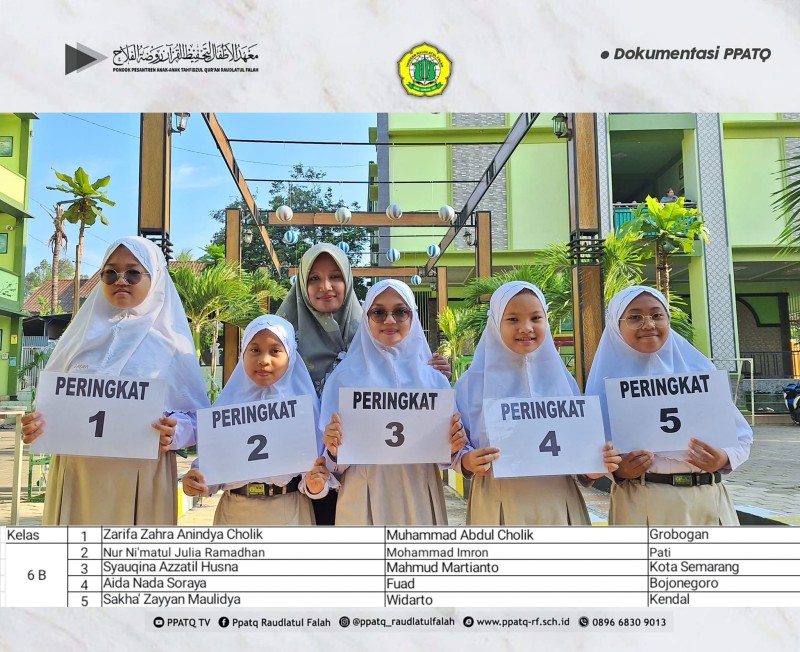 معهد الأطفال لتحفيظ القرآن روضة الفلاح
PONDOK PESANTREN ANAK-ANAK TAHFIDZUL QUR'AN RAUDLATUL FALAH
• Dokumentasi PPATQ
PERINGKAT
1
PERINGKAT
2
PERINGKAT
3
PERINGKAT
4
PERINGKAT
5
Kelas 1 Zarifa Zahra Anindya Cholik Muhammad Abdul Cholik Grobogan
6 B
2 Nur Ni'matul Julia Ramadhan Mohammad Imron Pati
3 Syauqina Azzatil Husna Mahmud Martianto Kota Semarang
4 Aida Nada Soraya Fuad Bojonegoro
5 Sakha' Zayyan Maulidya Widarto Kendal
PPATQ TV Ppatq Raudlatul Falah @ppatq_raudlatulfalah www.ppatq-rf.sch.id 0896 6830 9013